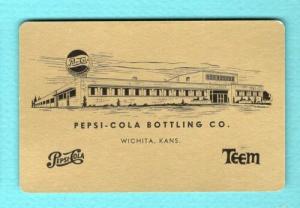 Pepsi-Cola
PEPSI-COLA BOTTLING CO.
WICHITA, KANS.
PEPSI-COLA
Teem